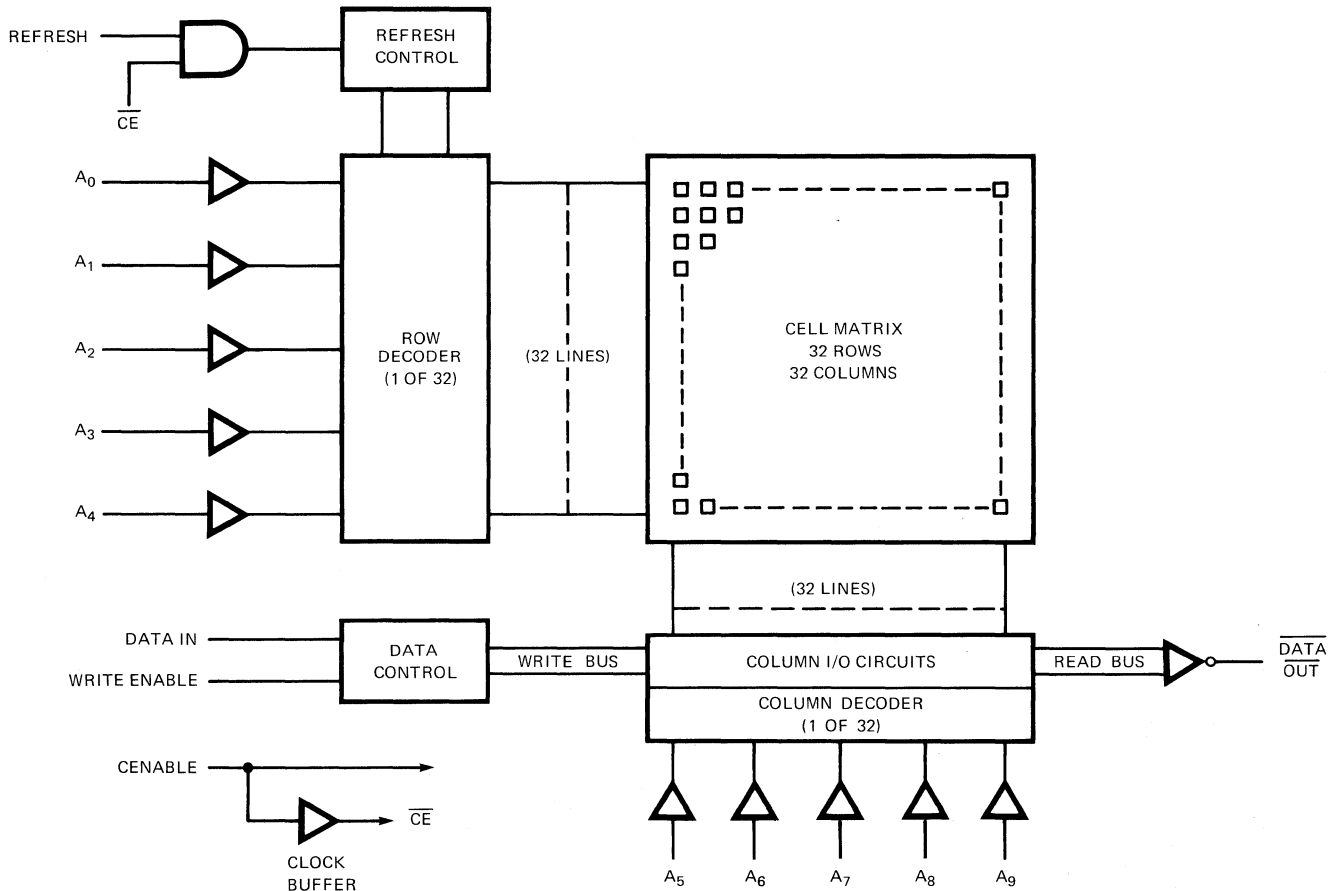 REFRESH
CE
REFRESH
CONTROL
A0
A1
A2
A3
A4
ROW
DECODER
(1 OF 32)
(32 LINES)
CELL MATRIX
32 ROWS
32 COLUMNS
(32 LINES)
DATA IN
WRITE ENABLE
DATA
CONTROL
WRITE BUS
COLUMN I/O CIRCUITS
COLUMN DECODER
(1 OF 32)
READ BUS
DATA
OUT
CENABLE
CE
CLOCK
BUFFER
A5
A6
A7
A8
A9